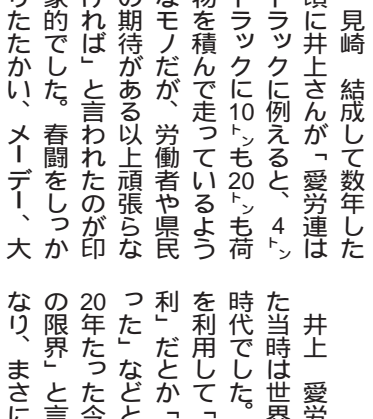 見崎　結成して数年した
頃に井上さんが「愛労連は
トラックに例えると、4㌧
トラックに10㌧も20㌧も荷
物を積んで走っているよう
なモノだが、労働者や県民
の期待がある以上頑張らな
ければ」と言われたのが印
象的でした。春闘をしっか
りたたかい、メーデー、大
井上　愛労
た当時は世界
時代でした。
を利用して「
利」だとか「
った」などと
20年たった今
の限界」と言
なり、まさに